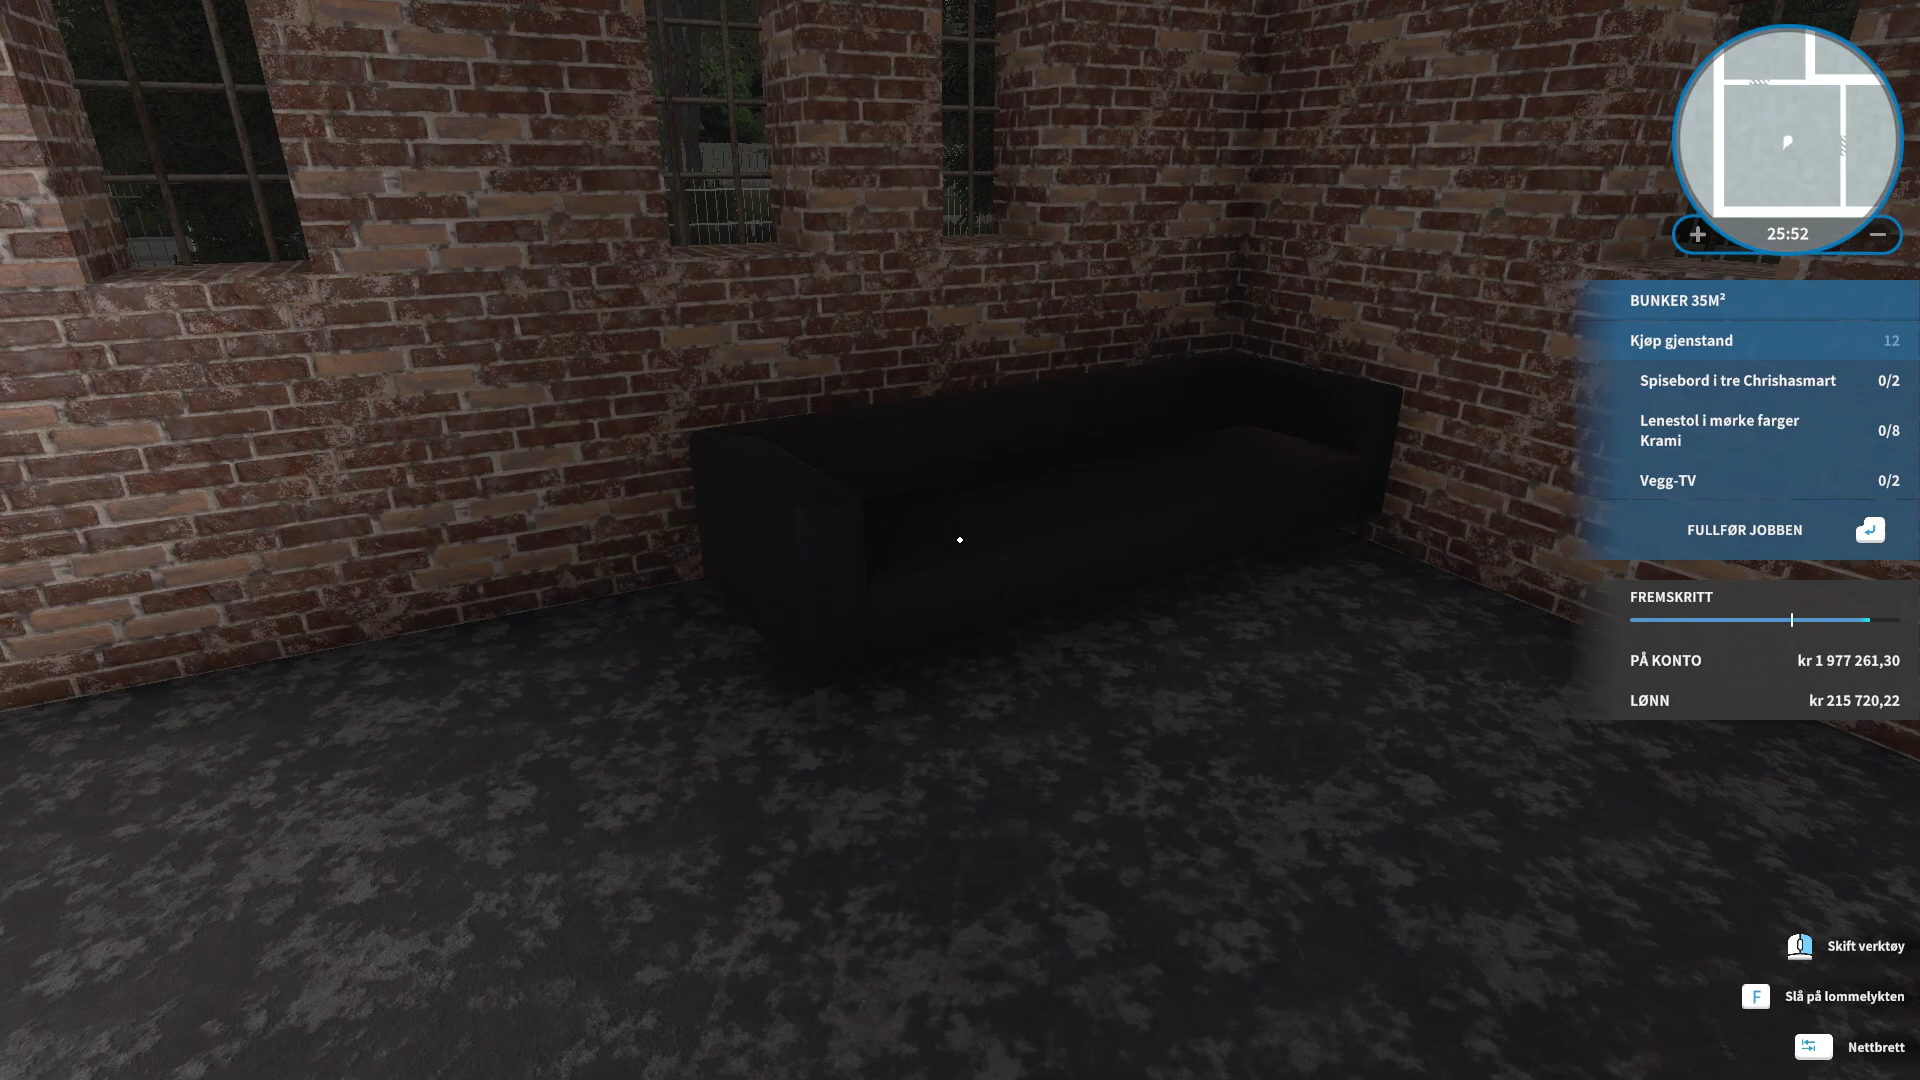 25:52
BUNKER 35M²
Kjøp gjenstand 12
Spisebord i tre Chrishasmart 0/2
Lenestol i mørke farger
Krami 0/8
Vegg-TV 0/2
FULLFØR JOBBEN
FREMSKRITT
PÅ KONTO kr 1 977 261,30
LØNN kr 215 720,22
Skift verktøy
F Slå på lommelykten
Nettbrett